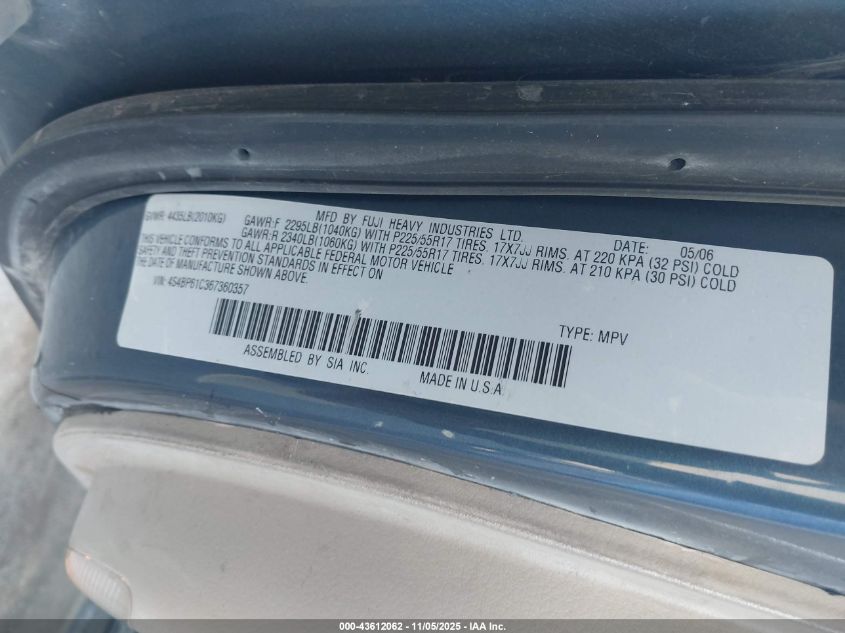 MFD BY FUJI HEAVY INDUSTRIES LTD. DATE: 05/06
GVWR: 4435LB(2010KG) GAWR:F 2295LB(1040KG) WITH P225/55R17 TIRES, 17X7JJ RIMS. AT 220 KPA (32 PSI) COLD
GAWR:R 2340LB(1060KG) WITH P225/55R17 TIRES. 17X7JJ RIMS. AT 210 KPA (30 PSI) COLD
THIS VEHICLE CONFORMS TO ALL APPLICABLE FEDERAL MOTOR VEHICLE
SAFETY AND THEFT PREVENTION STANDARDS IN EFFECT ON
DATE OF MANUFACTURE SHOWN ABOVE.
VIN: 4S4BP61C367360357
TYPE: MPV
ASSEMBLED BY SIA INC. MADE IN U.S.A.
000-43612062 - 11/05/2025 - IAA Inc.